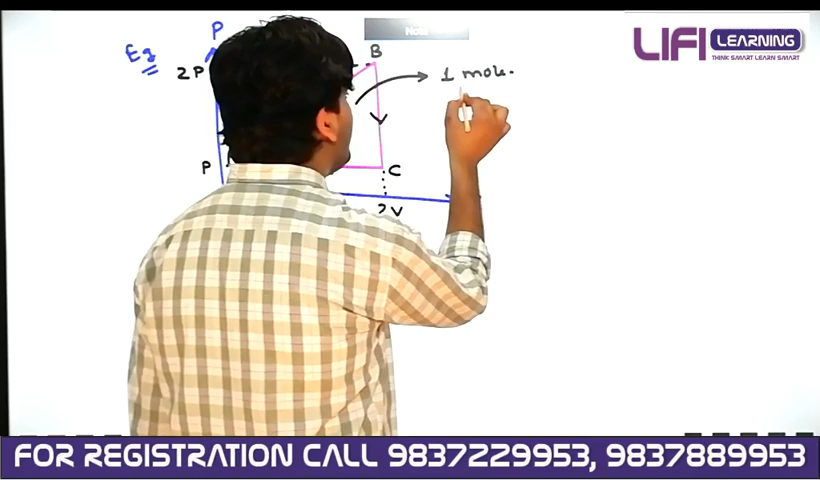 P
Eg
2P
B
1 mole.
P
C
2V
LIFI LEARNING
THINK SMART LEARN SMART
FOR REGISTRATION CALL 9837229953, 9837889953